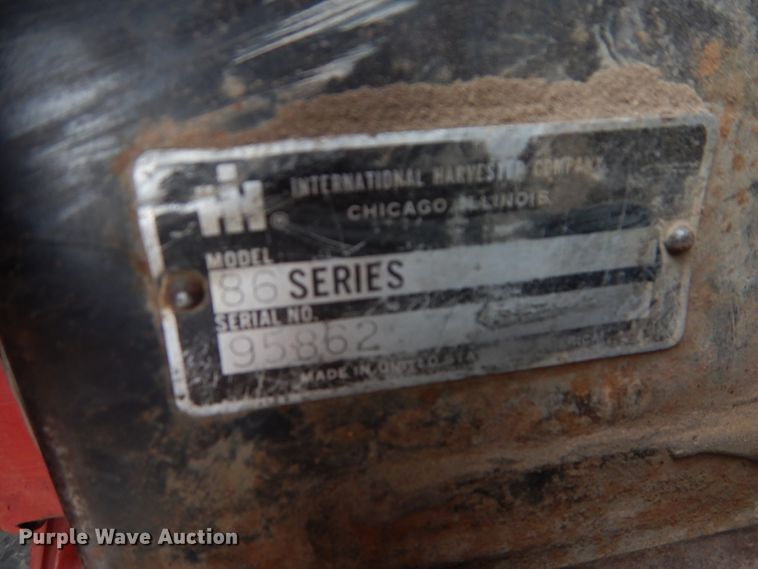 IH ®
INTERNATIONAL HARVESTER COMPANY
CHICAGO, ILLINOIS
MODEL
86 SERIES
SERIAL NO.
95862
MADE IN
Purple Wave Auction